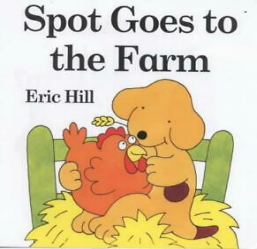 Spot Goes to
the Farm
Eric Hill